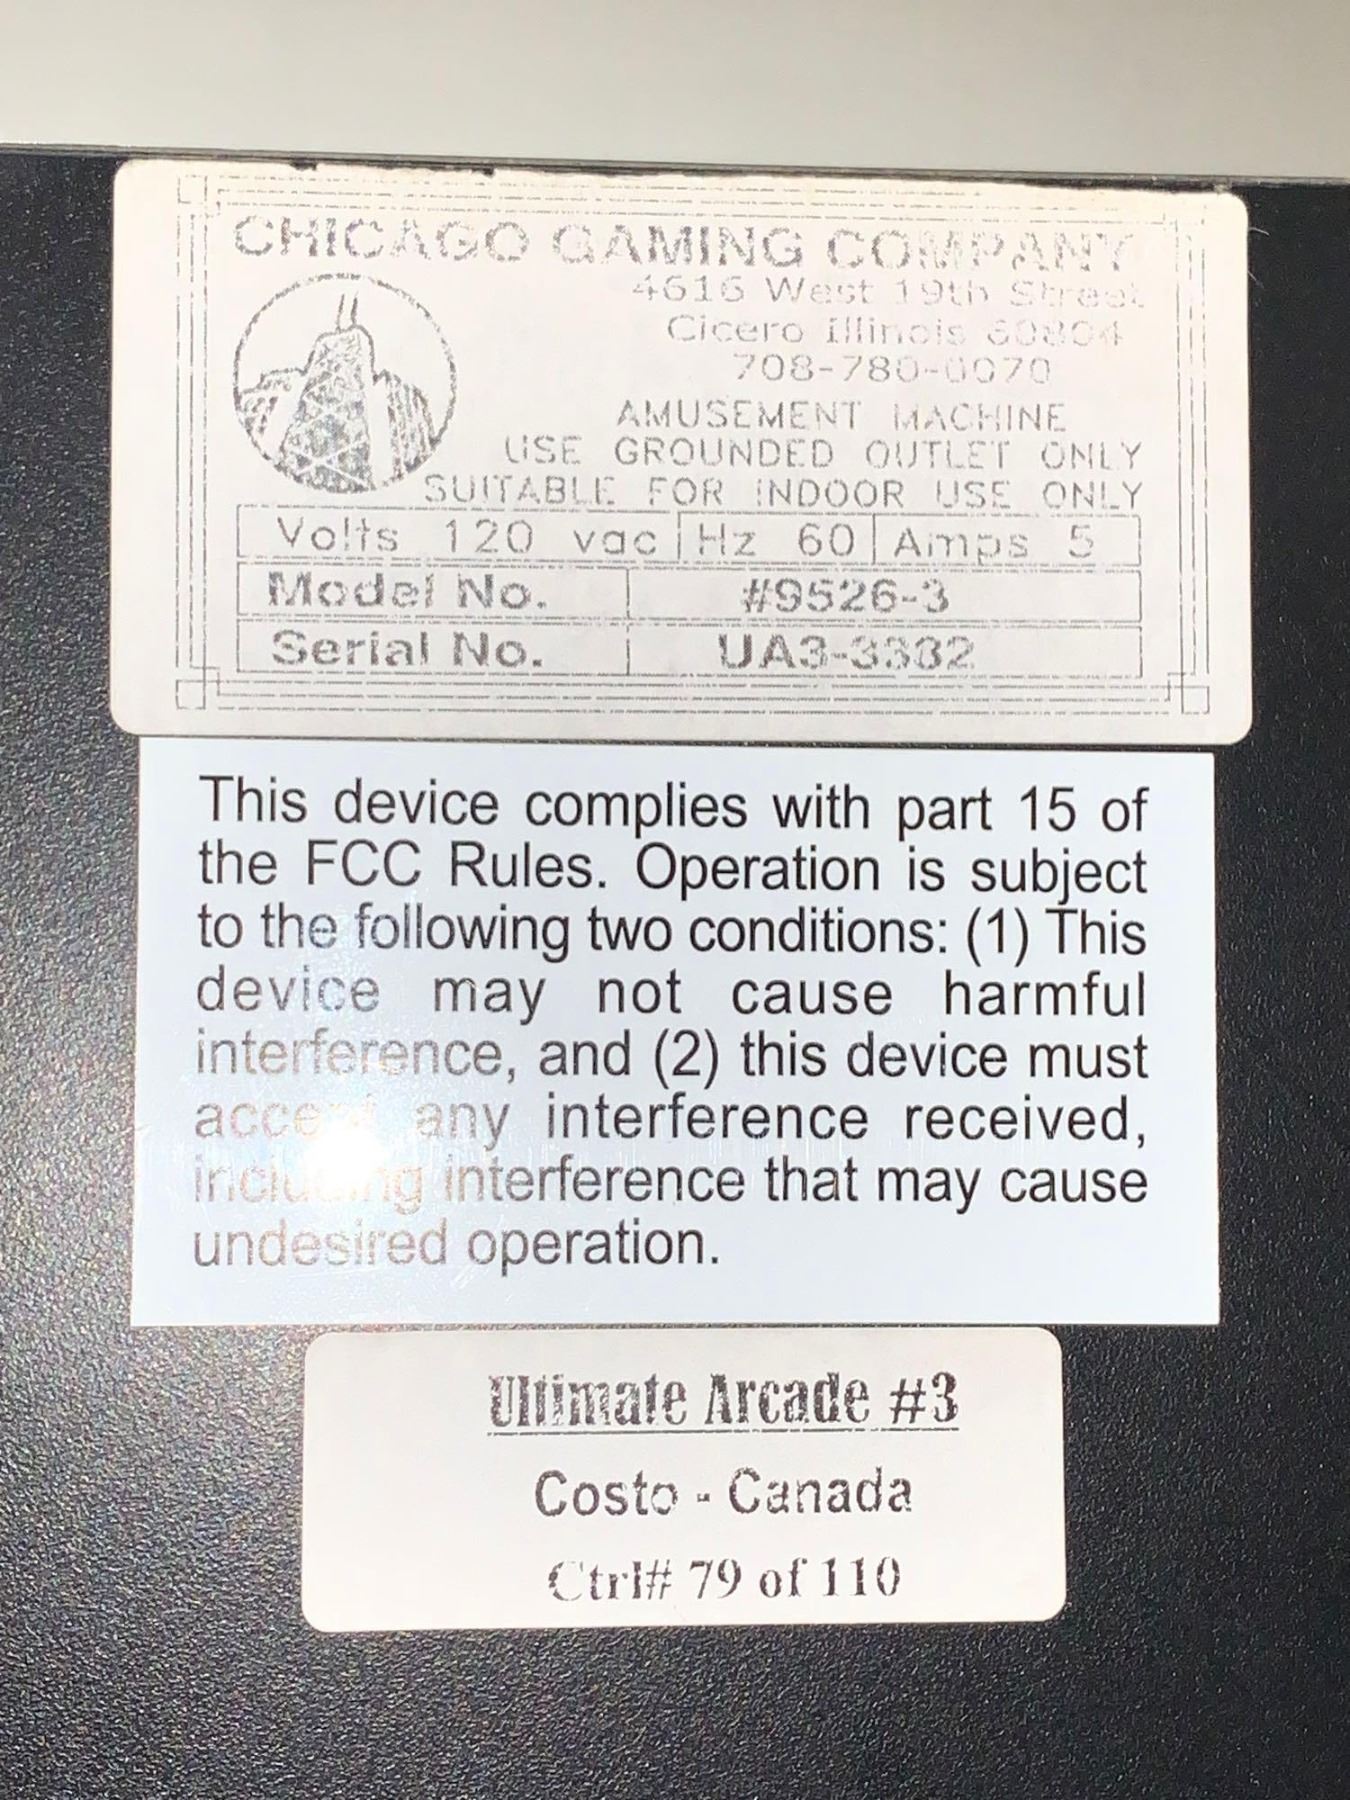 CHICAGO GAMING COMPANY
4616 West 19th Street
Cicero Illinois 60804
708-780-0070
AMUSEMENT MACHINE
USE GROUNDED OUTLET ONLY
SUITABLE FOR INDOOR USE ONLY
Volts 120 vac Hz 60 Amps 5
Model No. #9526-3
Serial No. UA3-3332
This device complies with part 15 of
the FCC Rules. Operation is subject
to the following two conditions: (1) This
device may not cause harmful
interference, and (2) this device must
accept any interference received,
including interference that may cause
undesired operation.
Ultimate Arcade #3
Costo - Canada
Ctrl# 79 of 110